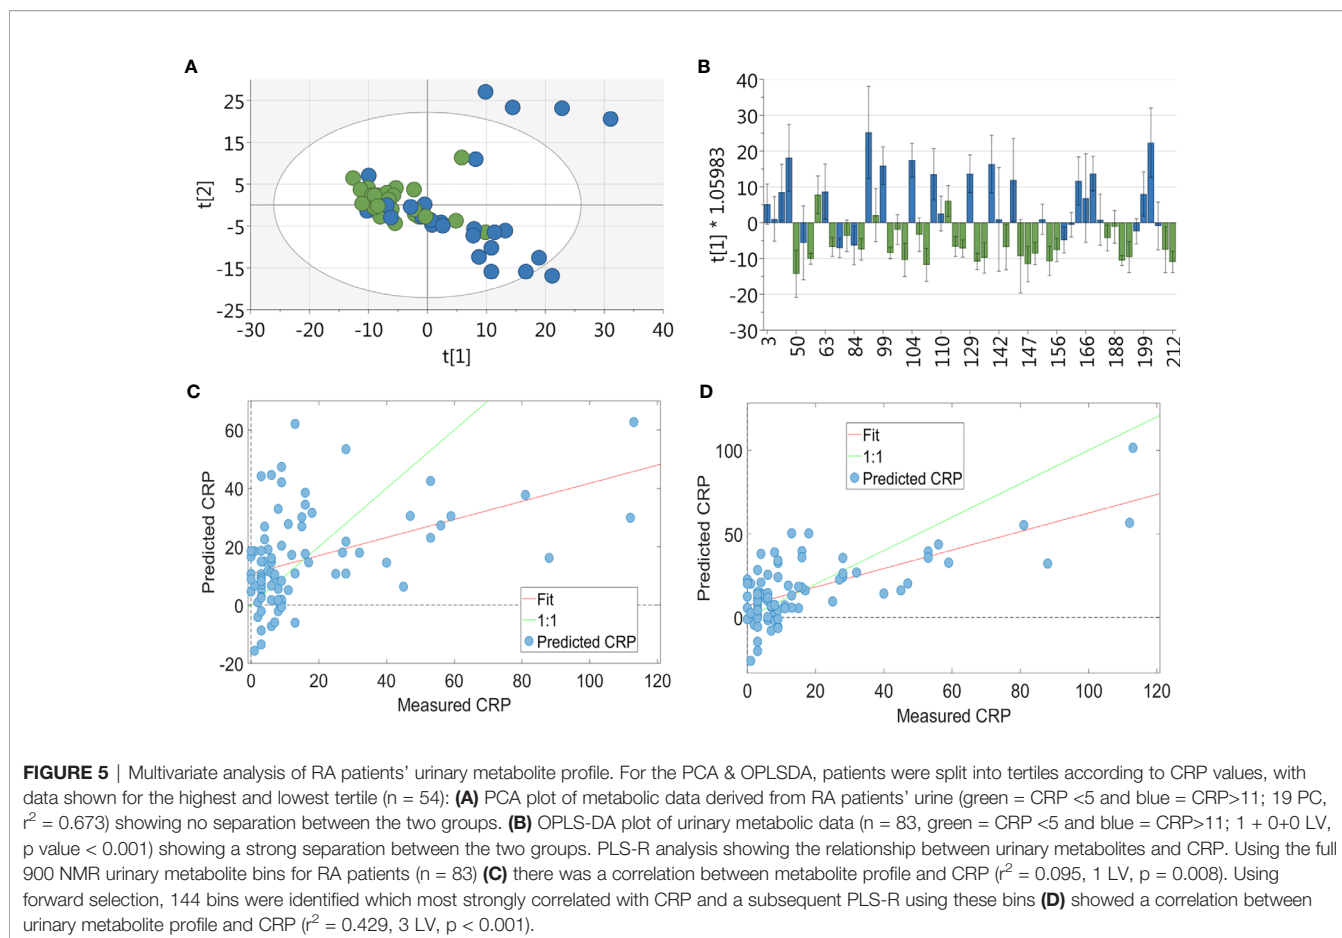 A
25
15
5
-5
-15
-25
t[2]
-30
-20
-10
0
10
20
30
40
t[1]
B
40
30
20
10
0
-10
-20
-30
t[1] * 1.05983
3
50
63
84
99
104
110
129
142
147
156
166
188
199
212
C
60
40
20
0
-20
Predicted CRP
0
20
40
60
80
100
120
Measured CRP
Fit
1:1
Predicted CRP
D
100
50
0
Predicted CRP
0
20
40
60
80
100
120
Measured CRP
Fit
1:1
Predicted CRP
FIGURE 5 | Multivariate analysis of RA patients' urinary metabolite profile. For the PCA & OPLSDA, patients were split into tertiles according to CRP values, with
data shown for the highest and lowest tertile (n = 54): (A) PCA plot of metabolic data derived from RA patients' urine (green = CRP <5 and blue = CRP>11; 19 PC,
r² = 0.673) showing no separation between the two groups. (B) OPLS-DA plot of urinary metabolic data (n = 83, green = CRP <5 and blue = CRP>11; 1 + 0+0 LV,
p value < 0.001) showing a strong separation between the two groups. PLS-R analysis showing the relationship between urinary metabolites and CRP. Using the full
900 NMR urinary metabolite bins for RA patients (n = 83) (C) there was a correlation between metabolite profile and CRP (r² = 0.095, 1 LV, p = 0.008). Using
forward selection, 144 bins were identified which most strongly correlated with CRP and a subsequent PLS-R using these bins (D) showed a correlation between
urinary metabolite profile and CRP (r² = 0.429, 3 LV, p < 0.001).